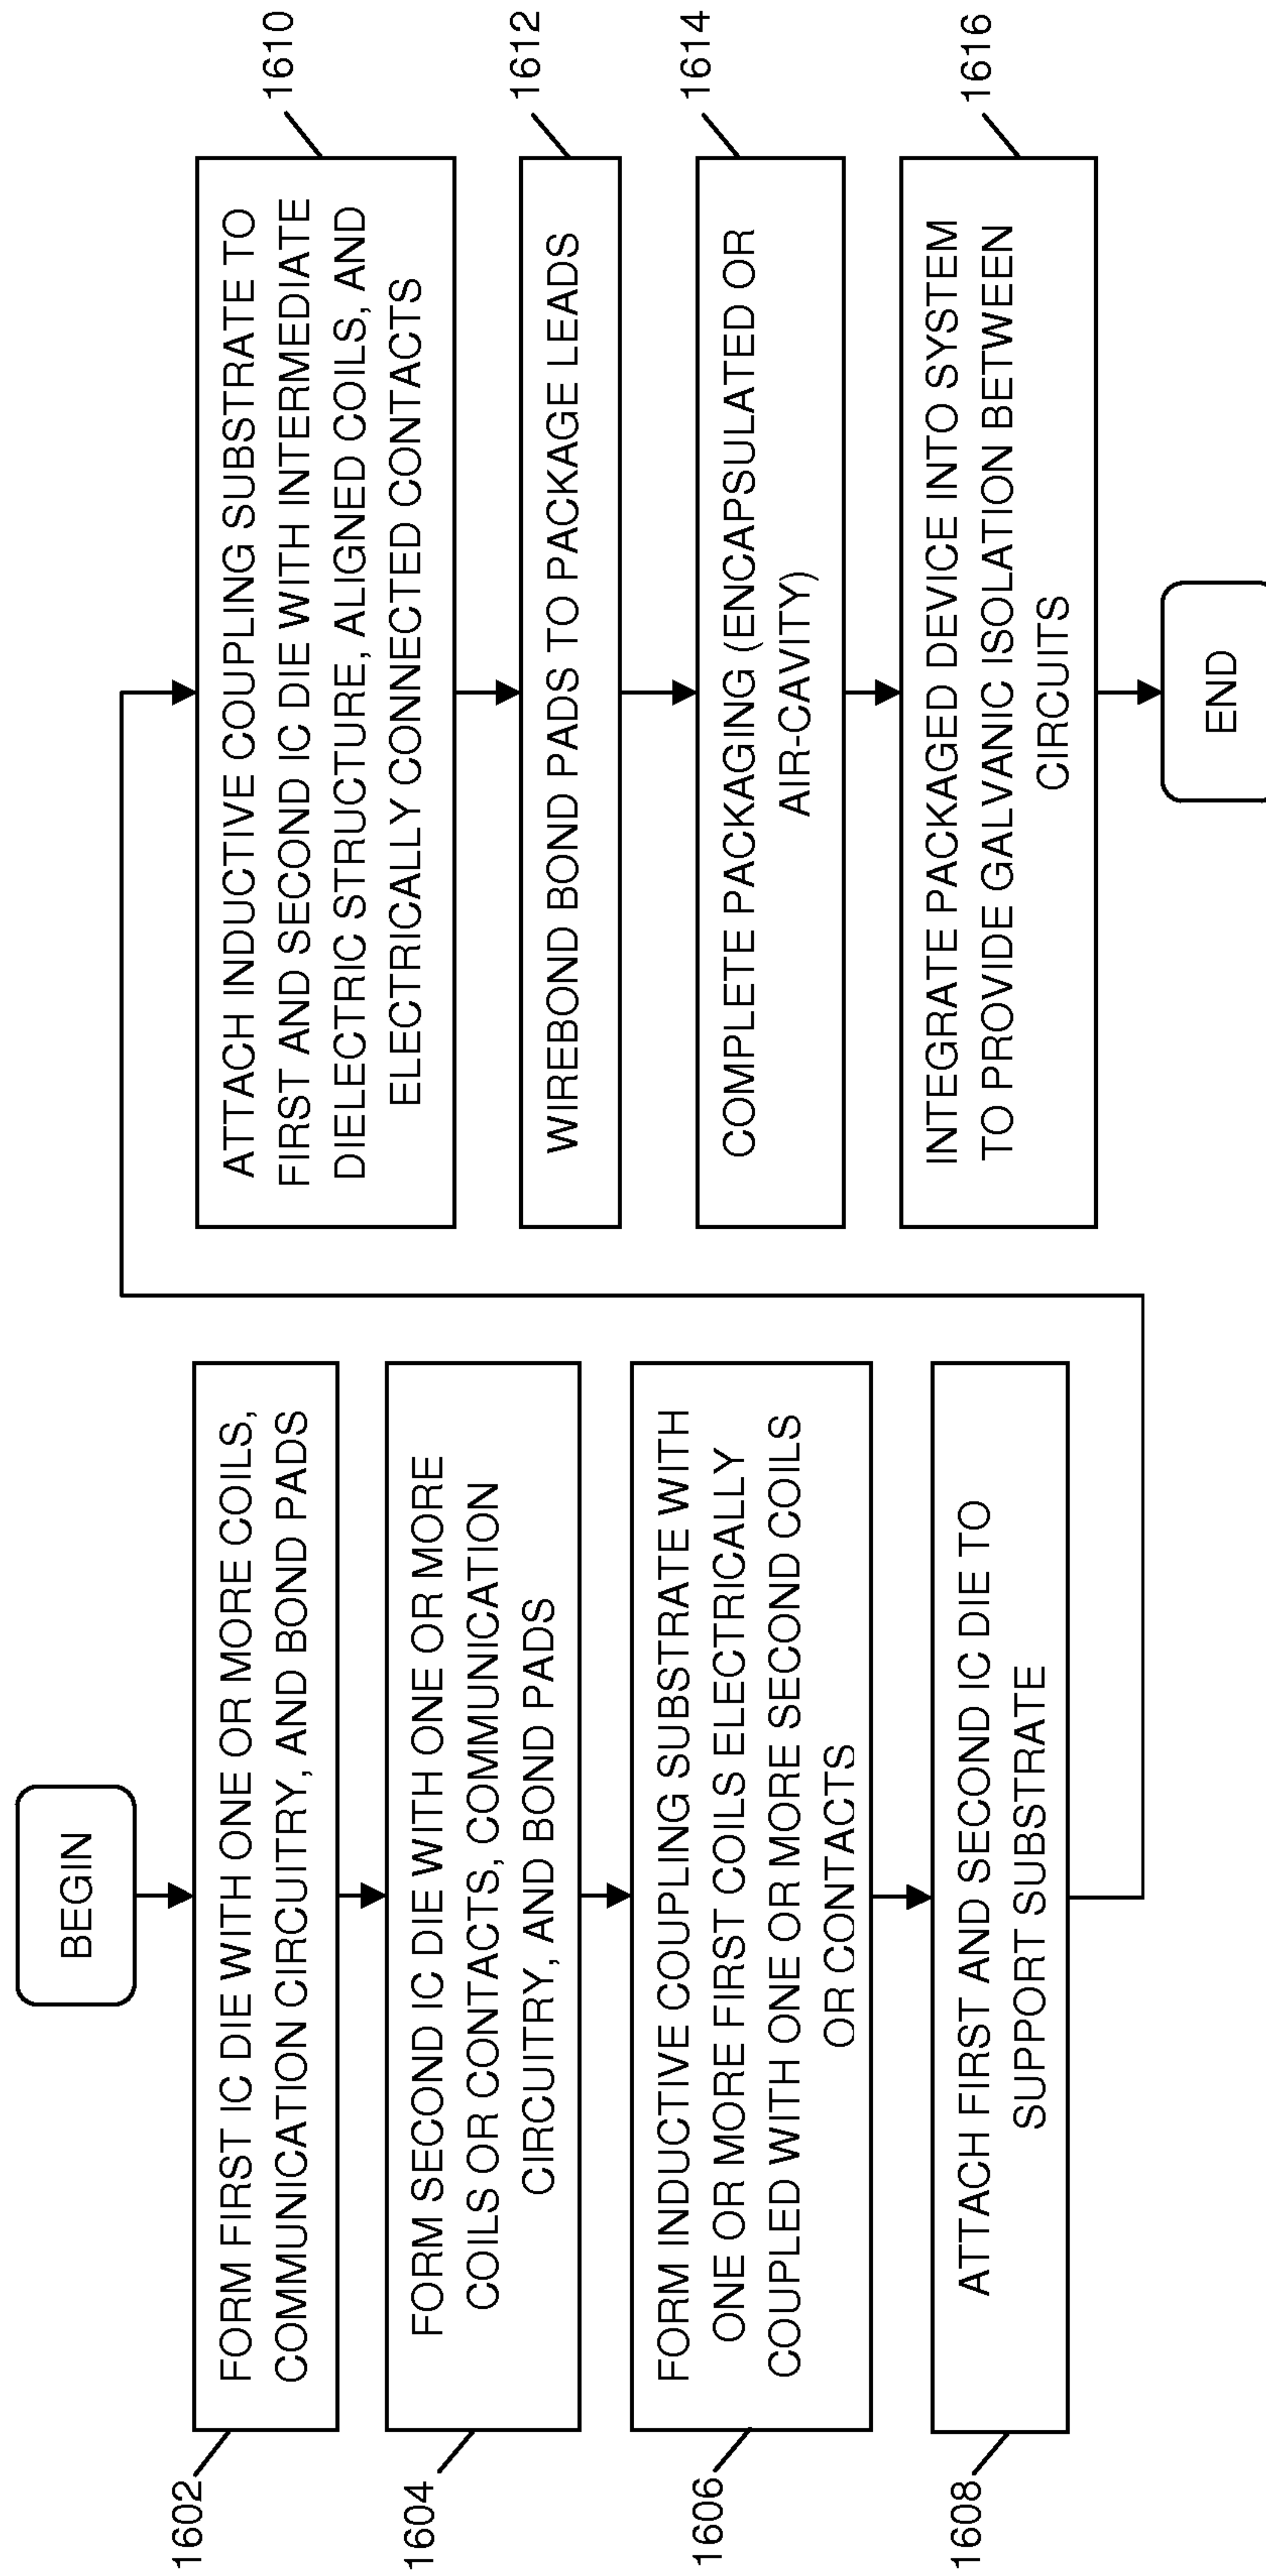 BEGIN
1602
FORM FIRST IC DIE WITH ONE OR MORE COILS,
COMMUNICATION CIRCUITRY, AND BOND PADS
1604
FORM SECOND IC DIE WITH ONE OR MORE
COILS OR CONTACTS, COMMUNICATION
CIRCUITRY, AND BOND PADS
1606
FORM INDUCTIVE COUPLING SUBSTRATE WITH
ONE OR MORE FIRST COILS ELECTRICALLY
COUPLED WITH ONE OR MORE SECOND COILS
OR CONTACTS
1608
ATTACH FIRST AND SECOND IC DIE TO
SUPPORT SUBSTRATE
1610
ATTACH INDUCTIVE COUPLING SUBSTRATE TO
FIRST AND SECOND IC DIE WITH INTERMEDIATE
DIELECTRIC STRUCTURE, ALIGNED COILS, AND
ELECTRICALLY CONNECTED CONTACTS
1612
WIREBOND BOND PADS TO PACKAGE LEADS
1614
COMPLETE PACKAGING (ENCAPSULATED OR
AIR-CAVITY)
1616
INTEGRATE PACKAGED DEVICE INTO SYSTEM
TO PROVIDE GALVANIC ISOLATION BETWEEN
CIRCUITS
END